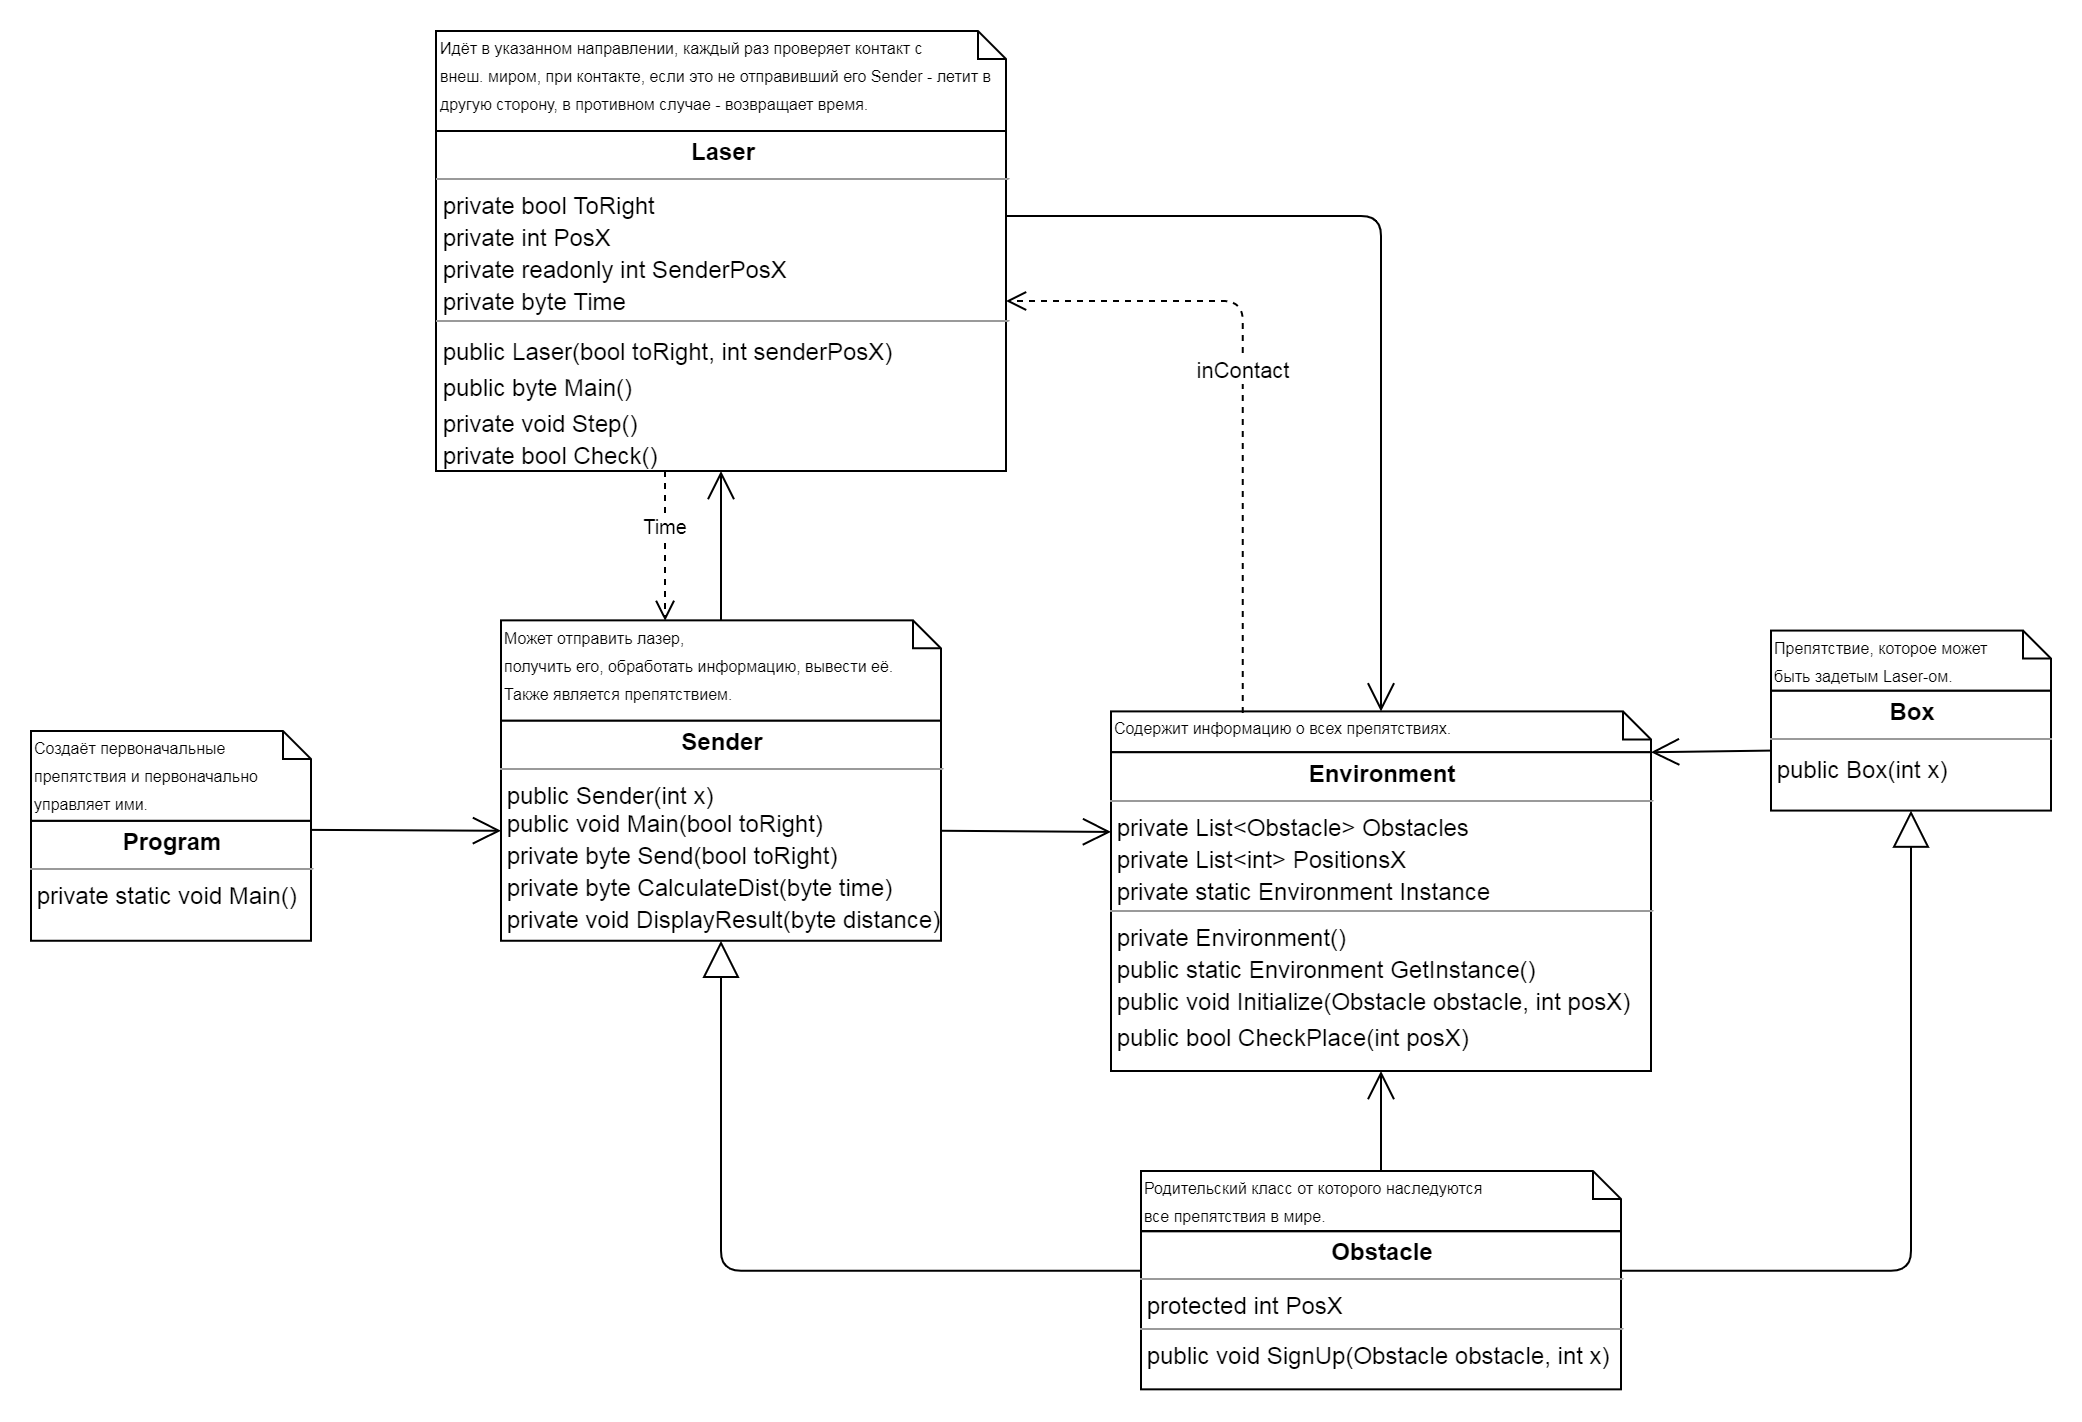 Идёт в указанном направлении, каждый раз проверяет контакт с
внеш. миром, при контакте, если это не отправивший его Sender - летит в
другую сторону, в противном случае - возвращает время.
Laser
private bool ToRight
private int PosX
private readonly int SenderPosX
private byte Time
public Laser(bool toRight, int senderPosX)
public byte Main()
private void Step()
private bool Check()
inContact
Time
Может отправить лазер,
получить его, обработать информацию, вывести её.
Также является препятствием.
Sender
public Sender(int x)
public void Main(bool toRight)
private byte Send(bool toRight)
private byte CalculateDist(byte time)
private void DisplayResult(byte distance)
Создаёт первоначальные
препятствия и первоначально
управляет ими.
Program
private static void Main()
Содержит информацию о всех препятствиях.
Environment
private List<Obstacle> Obstacles
private List<int> PositionsX
private static Environment Instance
private Environment()
public static Environment GetInstance()
public void Initialize(Obstacle obstacle, int posX)
public bool CheckPlace(int posX)
Препятствие, которое может
быть задетым Laser-ом.
Box
public Box(int x)
Родительский класс от которого наследуются
все препятствия в мире.
Obstacle
protected int PosX
public void SignUp(Obstacle obstacle, int x)